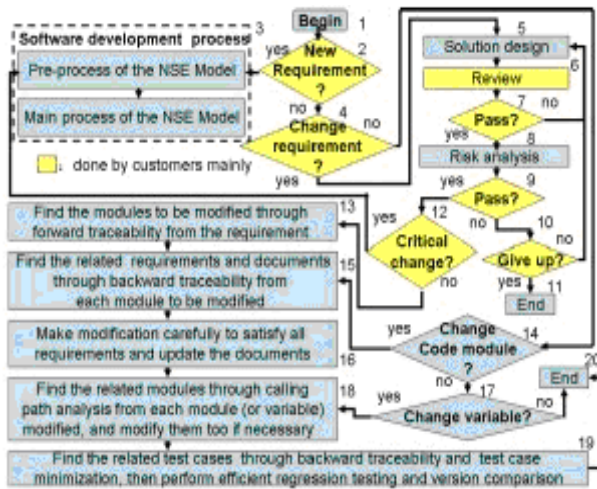 Begin
1
3
Software development process
yes
New
Requirement
?
2
Pre-process of the NSE Model
Main process of the NSE Model
no
4
Change
requirement
?
no
yes
done by customers mainly
5
Solution design
6
Review
7
no
Pass?
yes
8
Risk analysis
9
yes
Pass?
no
10
Give up?
no
yes
11
End
12
yes
Critical
change?
no
13
Find the modules to be modified through
forward traceability from the requirement
15
Find the related requirements and documents
through backward traceability from
each module to be modified
yes
14
Change
Code module
?
no
Make modification carefully to satisfy all
requirements and update the documents
16
17
20
End
18
yes
Change variable?
no
Find the related modules through calling
path analysis from each module (or variable)
modified, and modify them too if necessary
19
Find the related test cases through backward traceability and test case
minimization, then perform efficient regression testing and version comparison